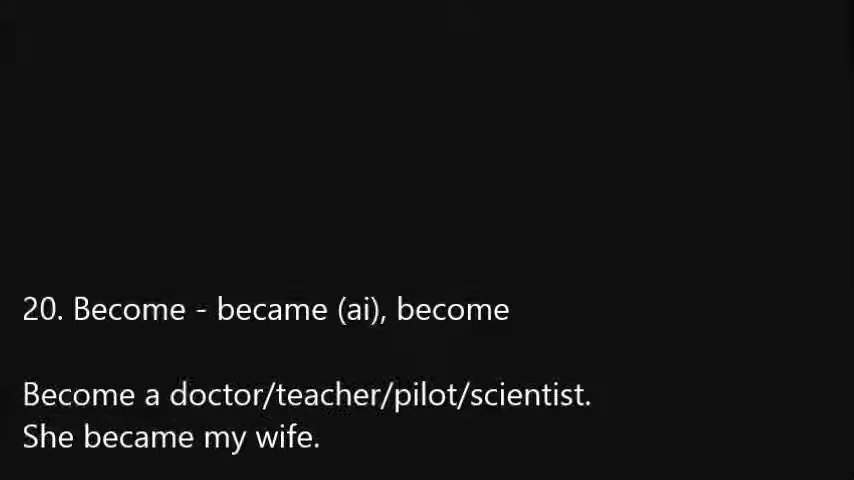 20. Become - became (ai), become
Become a doctor/teacher/pilot/scientist.
She became my wife.